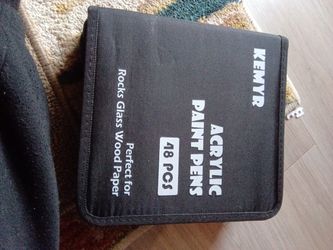 KEMYR
ACRYLIC
PAINT PENS
48 PCS
Perfect for
Rocks Glass Wood Paper